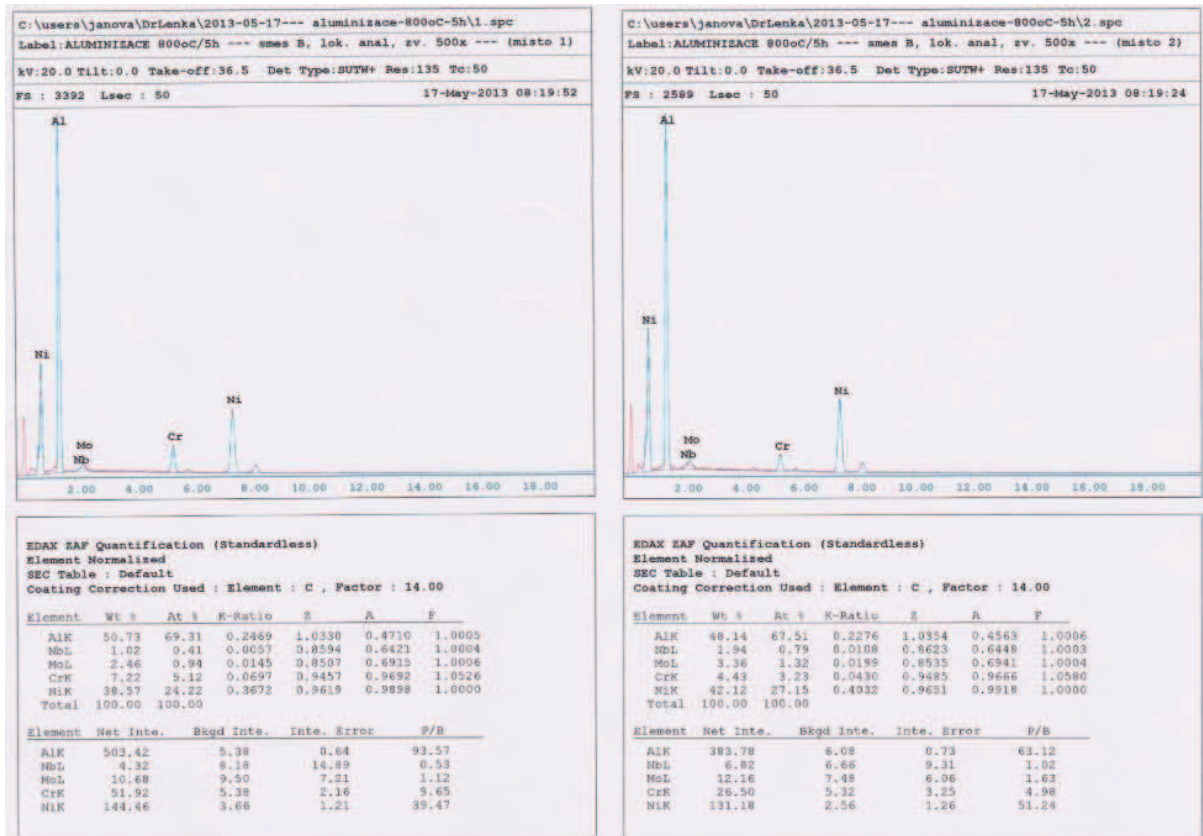 C:\users\janova\DrLenka\2013-05-17--- aluminizace-800oC-5h\1.spc
Label:ALUMINIZACE 800oC/5h --- smes B, lok. anal, zv. 500x --- (misto 1)
kV:20.0 Tilt:0.0 Take-off:36.5 Det Type:SUTW+ Res:135 Tc:50
FS : 3392 Lsec : 50 17-May-2013 08:19:52
Al
Ni
Mo
Nb
Cr
Ni
2.00 4.00 6.00 8.00 10.00 12.00 14.00 16.00 18.00
EDAX ZAF Quantification (Standardless)
Element Normalized
SEC Table : Default
Coating Correction Used : Element : C , Factor : 14.00
Element Wt % At % K-Ratio Z A F
AlK 50.73 69.31 0.2469 1.0330 0.4710 1.0005
NbL 1.02 0.41 0.0057 0.8594 0.6421 1.0004
MoL 2.46 0.94 0.0145 0.8507 0.6915 1.0006
CrK 7.22 5.12 0.0697 0.9457 0.9692 1.0526
NiK 38.57 24.22 0.3672 0.9619 0.9898 1.0000
Total 100.00 100.00
Element Net Inte. Bkgd Inte. Inte. Error P/B
AlK 503.42 5.38 0.64 93.57
NbL 4.32 8.18 14.89 0.53
MoL 10.68 9.50 7.21 1.12
CrK 51.92 5.38 2.16 9.65
NiK 144.46 3.66 1.21 39.47
C:\users\janova\DrLenka\2013-05-17--- aluminizace-800oC-5h\2.spc
Label:ALUMINIZACE 800oC/5h --- smes B, lok. anal, zv. 500x --- (misto 2)
kV:20.0 Tilt:0.0 Take-off:36.5 Det Type:SUTW+ Res:135 Tc:50
FS : 2589 Lsec : 50 17-May-2013 08:19:24
Al
Ni
Mo
Nb
Cr
Ni
2.00 4.00 6.00 8.00 10.00 12.00 14.00 16.00 18.00
EDAX ZAF Quantification (Standardless)
Element Normalized
SEC Table : Default
Coating Correction Used : Element : C , Factor : 14.00
Element Wt % At % K-Ratio Z A F
AlK 48.14 67.51 0.2276 1.0354 0.4563 1.0006
NbL 1.94 0.79 0.0108 0.8623 0.6448 1.0003
MoL 3.36 1.32 0.0199 0.8535 0.6941 1.0004
CrK 4.43 3.23 0.0430 0.9485 0.9666 1.0580
NiK 42.12 27.15 0.4032 0.9651 0.9918 1.0000
Total 100.00 100.00
Element Net Inte. Bkgd Inte. Inte. Error P/B
AlK 383.78 6.08 0.73 63.12
NbL 6.82 6.66 9.31 1.02
MoL 12.16 7.48 6.06 1.63
CrK 26.50 5.32 3.25 4.98
NiK 131.18 2.56 1.26 51.24